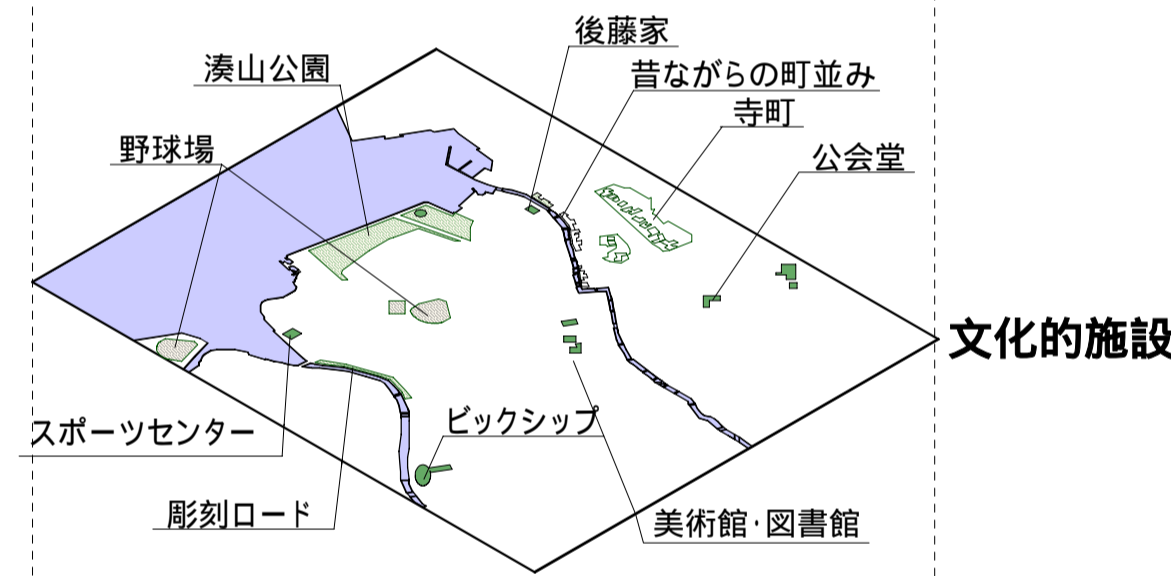 後藤家
湊山公園
昔ながらの町並み
寺町
野球場
公会堂
文化的施設
スポーツセンター
ビックシップ
彫刻ロード
美術館・図書館